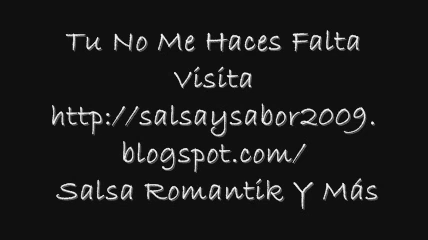 Tu No Me Haces Falta
Visita
http://salsaysabor2009.
blogspot.com/
Salsa Romantik Y Más